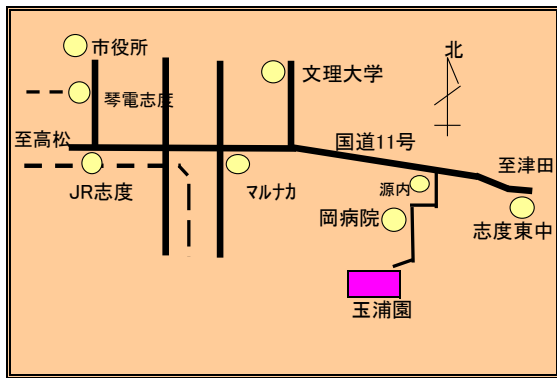 市役所
北
文理大学
琴電志度
至高松
国道11号
至津田
JR志度
マルナカ
源内
岡病院
志度東中
玉浦園